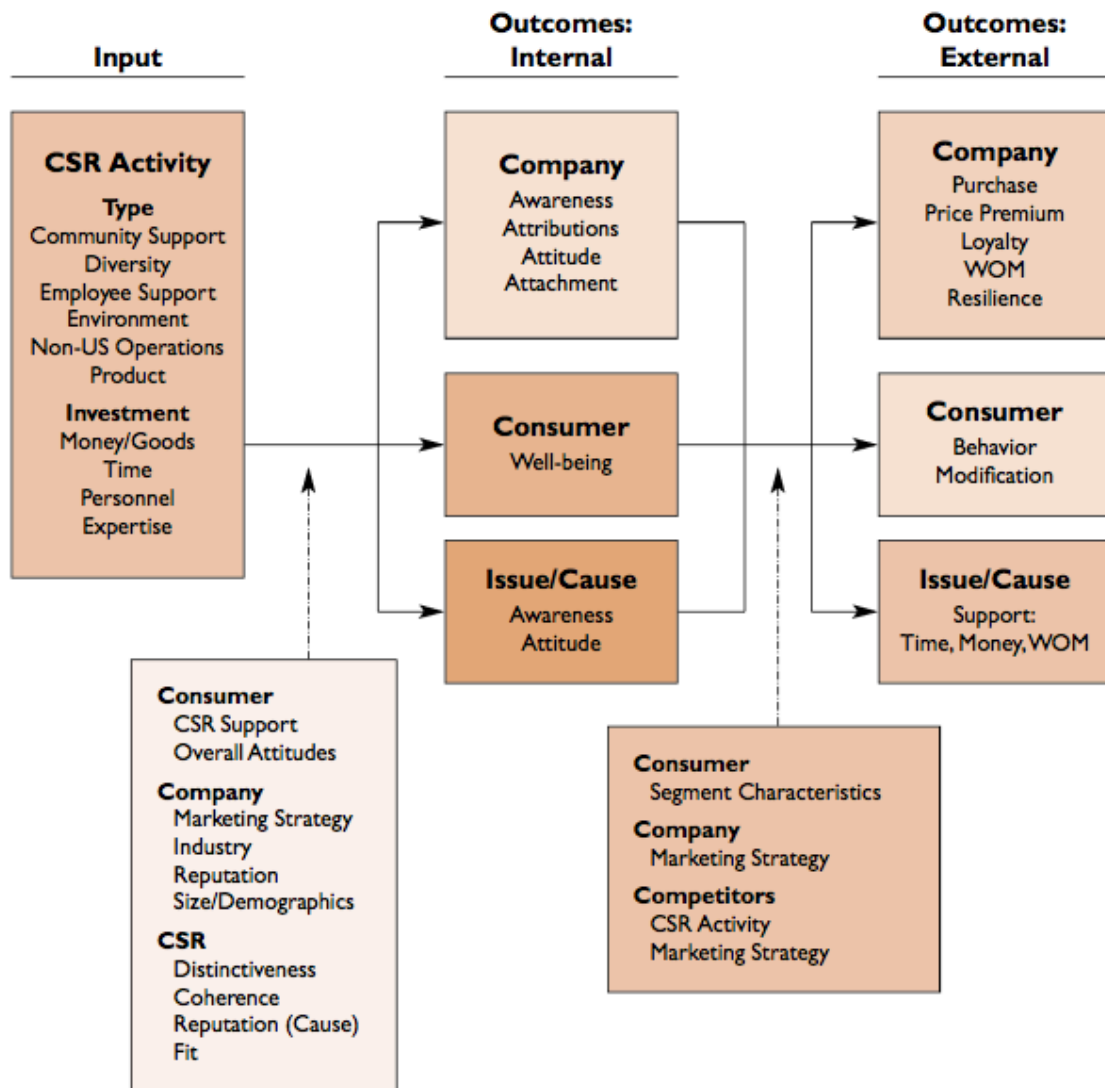 Input
Outcomes:
Internal
Outcomes:
External
CSR Activity
Type
Community Support
Diversity
Employee Support
Environment
Non-US Operations
Product
Investment
Money/Goods
Time
Personnel
Expertise
Company
Awareness
Attributions
Attitude
Attachment
Consumer
Well-being
Issue/Cause
Awareness
Attitude
Company
Purchase
Price Premium
Loyalty
WOM
Resilience
Consumer
Behavior
Modification
Issue/Cause
Support:
Time, Money, WOM
Consumer
CSR Support
Overall Attitudes
Company
Marketing Strategy
Industry
Reputation
Size/Demographics
CSR
Distinctiveness
Coherence
Reputation (Cause)
Fit
Consumer
Segment Characteristics
Company
Marketing Strategy
Competitors
CSR Activity
Marketing Strategy